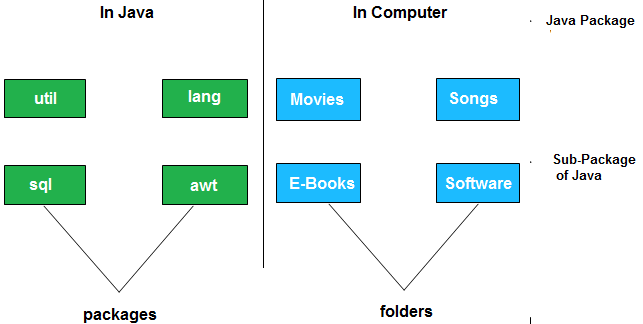 In Java
In Computer
Java Package
util
lang
Movies
Songs
Sub-Package
of Java
sql
awt
E-Books
Software
packages
folders